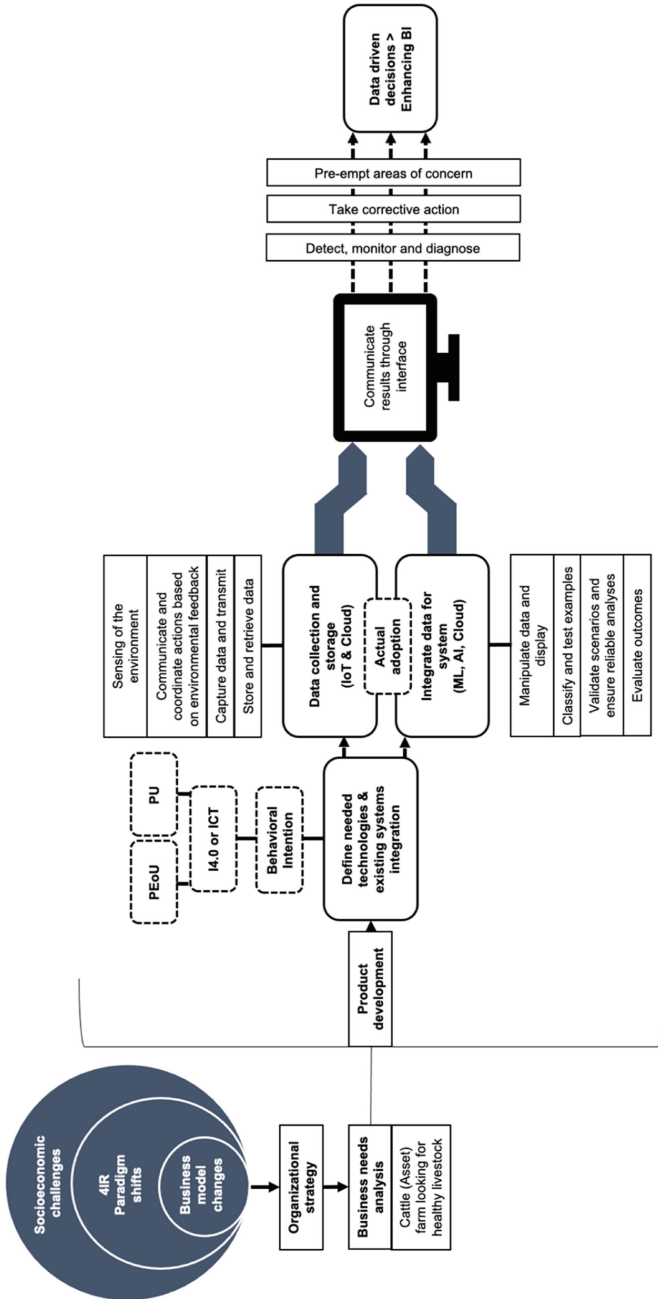 Socioeconomic
challenges
4IR
Paradigm
shifts
Business
model
changes
Organizational
strategy
Business needs
analysis
Cattle (Asset)
farm looking for
healthy livestock
Product
development
PEoU
PU
I4.0 or ICT
Behavioral
Intention
Define needed
technologies &
existing systems
integration
Sensing of the
environment
Communicate and
coordinate actions based
on environmental feedback
Capture data and transmit
Store and retrieve data
Data collection and
storage
(IoT & Cloud)
Actual
adoption
Integrate data for
system
(ML, AI, Cloud)
Manipulate data and
display
Classify and test examples
Validate scenarios and
ensure reliable analyses
Evaluate outcomes
Communicate
results through
interface
Detect, monitor and diagnose
Take corrective action
Pre-empt areas of concern
Data driven
decisions >
Enhancing BI